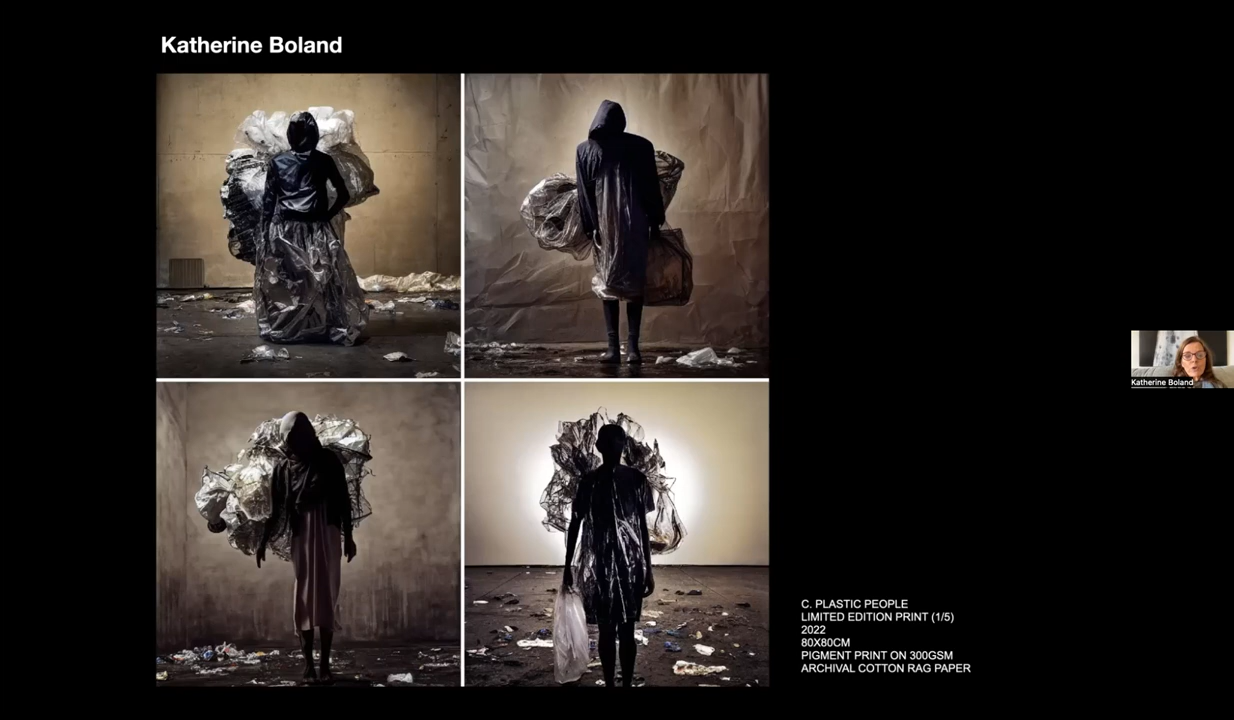 Katherine Boland
Katherine Boland
C. PLASTIC PEOPLE
LIMITED EDITION PRINT (1/5)
2022
80X80CM
PIGMENT PRINT ON 300GSM
ARCHIVAL COTTON RAG PAPER